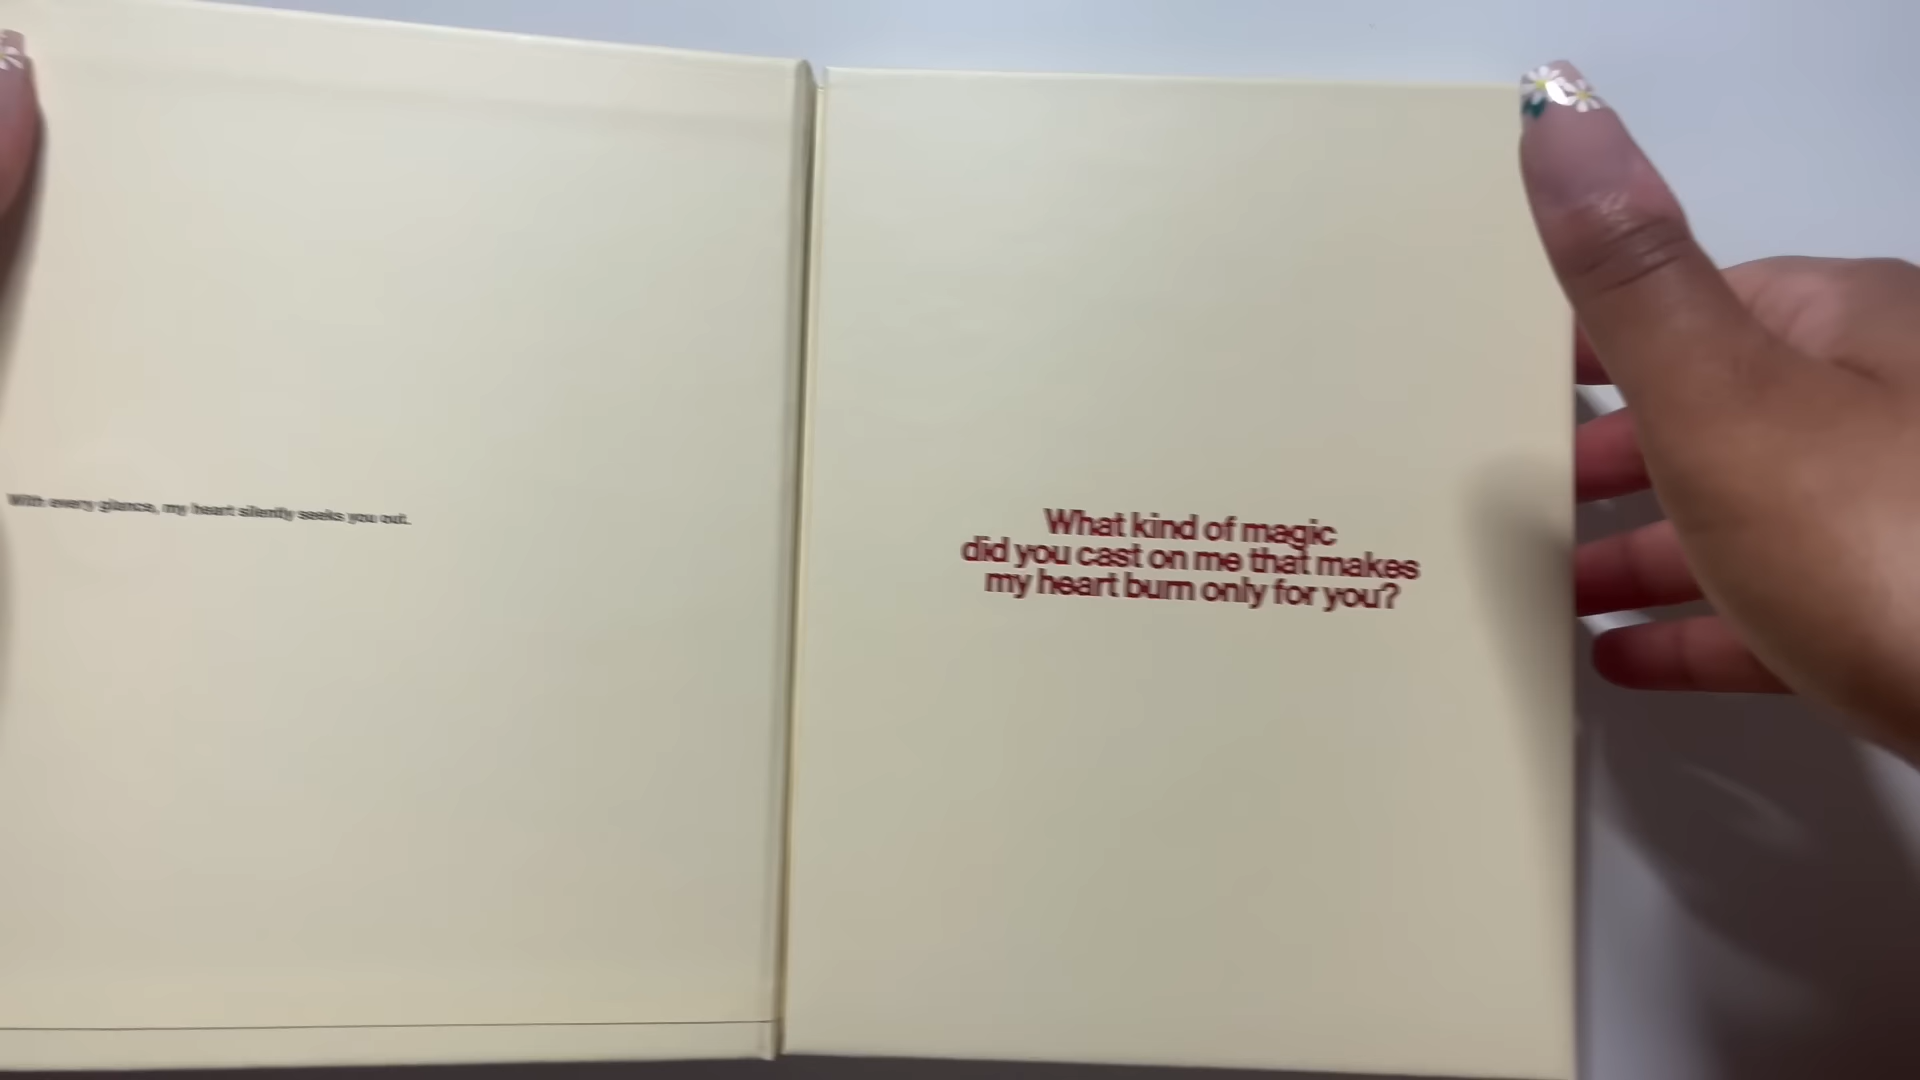 With every glance, my heart silently seeks you out.
What kind of magic
did you cast on me that makes
my heart burn only for you?